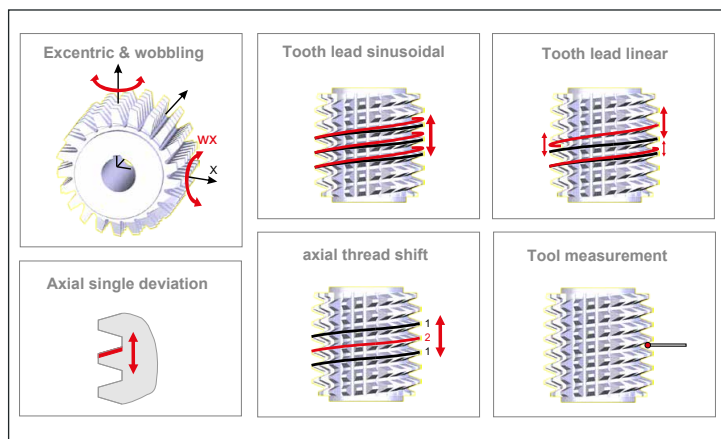 Excentric & wobbling
WX
X
Tooth lead sinusoidal
Tooth lead linear
Axial single deviation
axial thread shift
1
2
1
Tool measurement